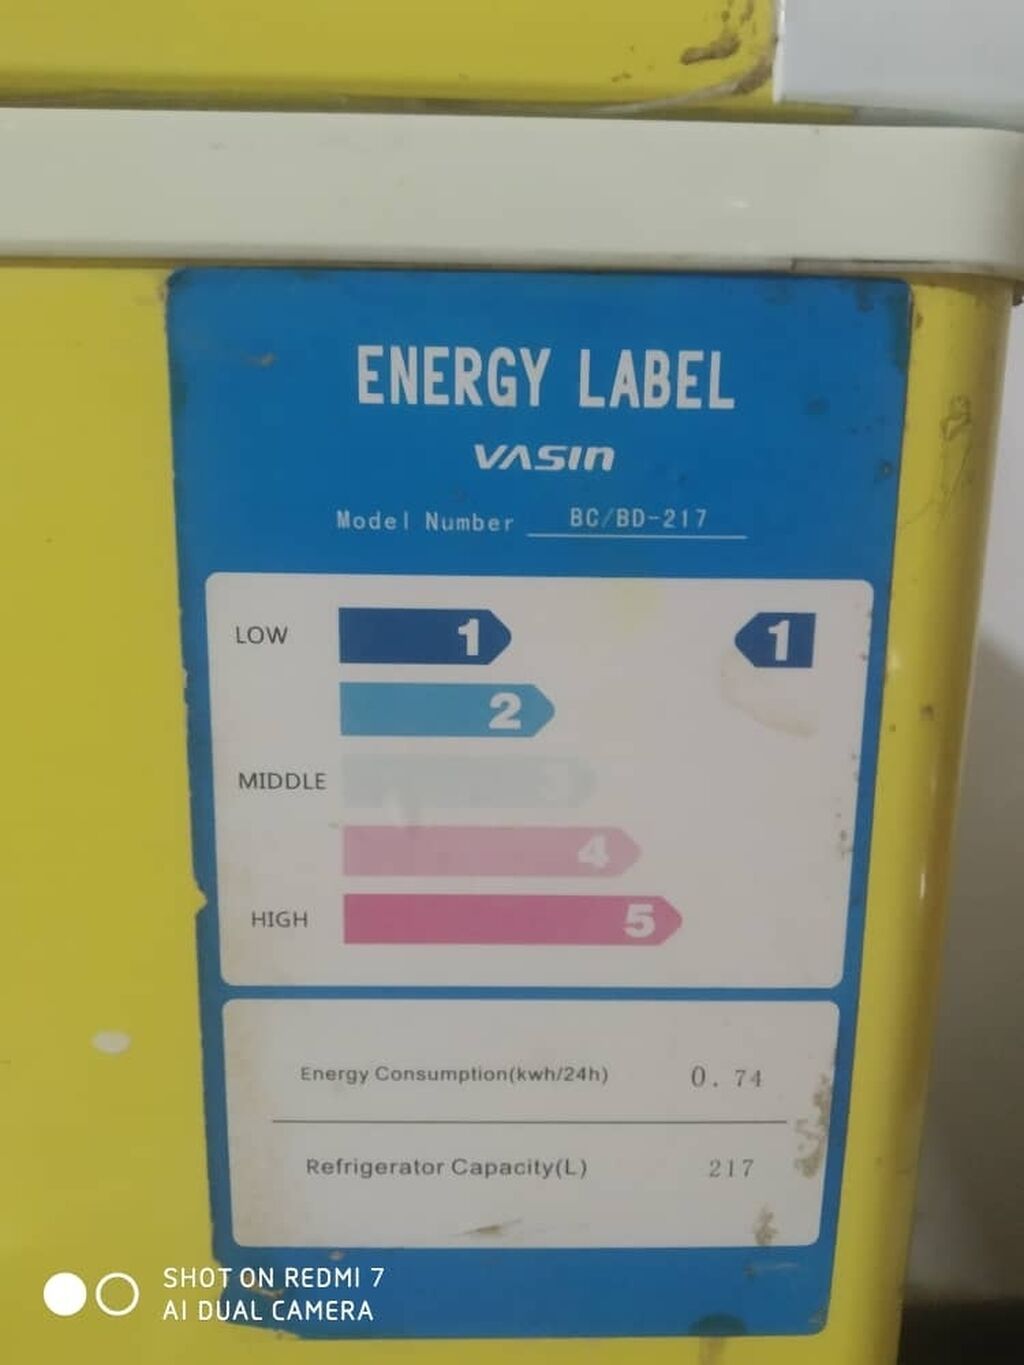 ENERGY LABEL
VASIN
Model Number BC/BD-217
LOW 1 1
2
MIDDLE 3
4
HIGH 5
Energy Consumption(kwh/24h) 0.74
Refrigerator Capacity(L) 217
SHOT ON REDMI 7
AI DUAL CAMERA